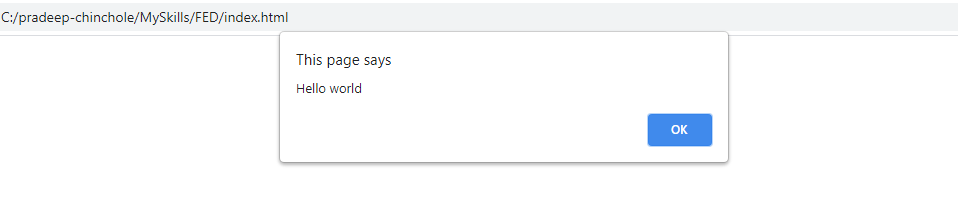 C:/pradeep-chinchole/MySkills/FED/index.html
This page says
Hello world
OK